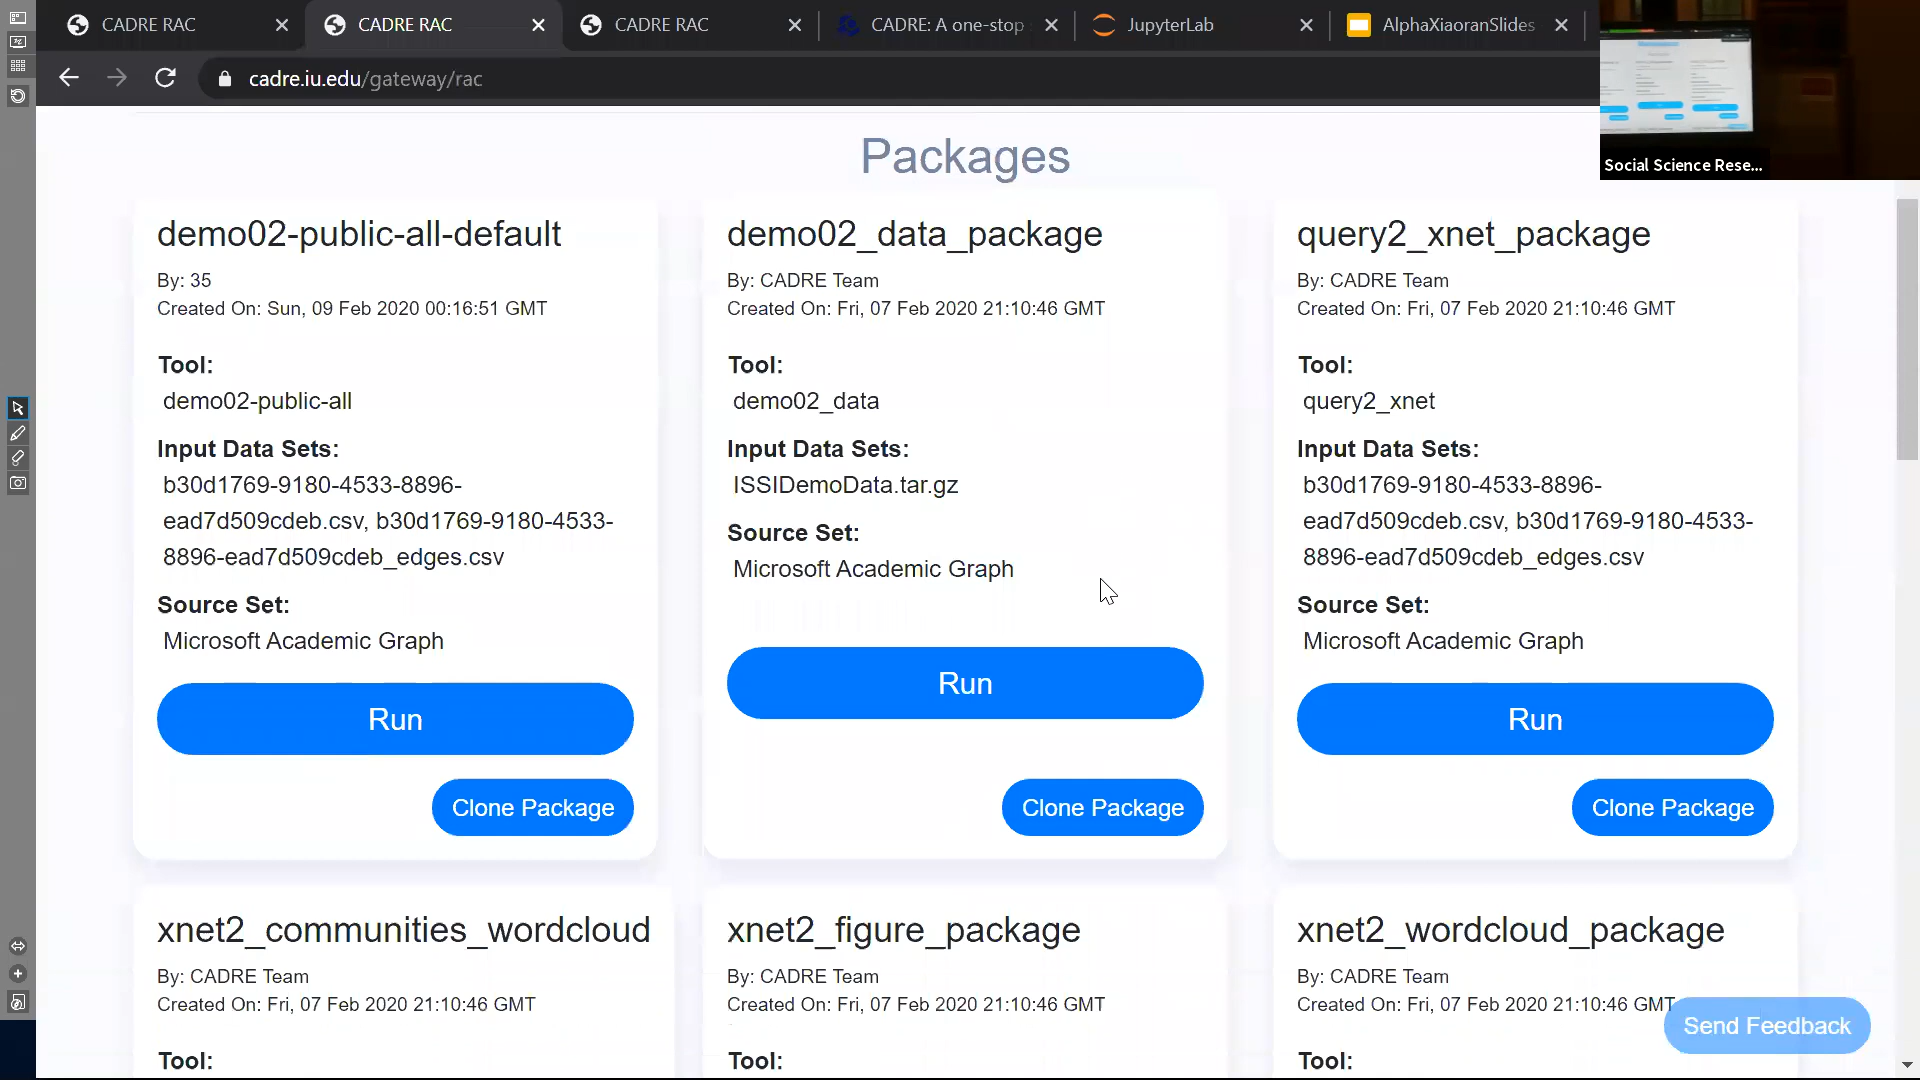 CADRE RAC
CADRE RAC
CADRE RAC
CADRE: A one-stop
JupyterLab
AlphaXiaoranSlides
cadre.iu.edu/gateway/rac
Social Science Rese...
Packages
demo02-public-all-default
By: 35
Created On: Sun, 09 Feb 2020 00:16:51 GMT
Tool:
demo02-public-all
Input Data Sets:
b30d1769-9180-4533-8896-
ead7d509cdeb.csv, b30d1769-9180-4533-
8896-ead7d509cdeb_edges.csv
Source Set:
Microsoft Academic Graph
Run
Clone Package
demo02_data_package
By: CADRE Team
Created On: Fri, 07 Feb 2020 21:10:46 GMT
Tool:
demo02_data
Input Data Sets:
ISSIDemoData.tar.gz
Source Set:
Microsoft Academic Graph
Run
Clone Package
query2_xnet_package
By: CADRE Team
Created On: Fri, 07 Feb 2020 21:10:46 GMT
Tool:
query2_xnet
Input Data Sets:
b30d1769-9180-4533-8896-
ead7d509cdeb.csv, b30d1769-9180-4533-
8896-ead7d509cdeb_edges.csv
Source Set:
Microsoft Academic Graph
Run
Clone Package
xnet2_communities_wordcloud
By: CADRE Team
Created On: Fri, 07 Feb 2020 21:10:46 GMT
Tool:
xnet2_figure_package
By: CADRE Team
Created On: Fri, 07 Feb 2020 21:10:46 GMT
Tool:
xnet2_wordcloud_package
By: CADRE Team
Created On: Fri, 07 Feb 2020 21:10:46 GMT
Tool:
Send Feedback